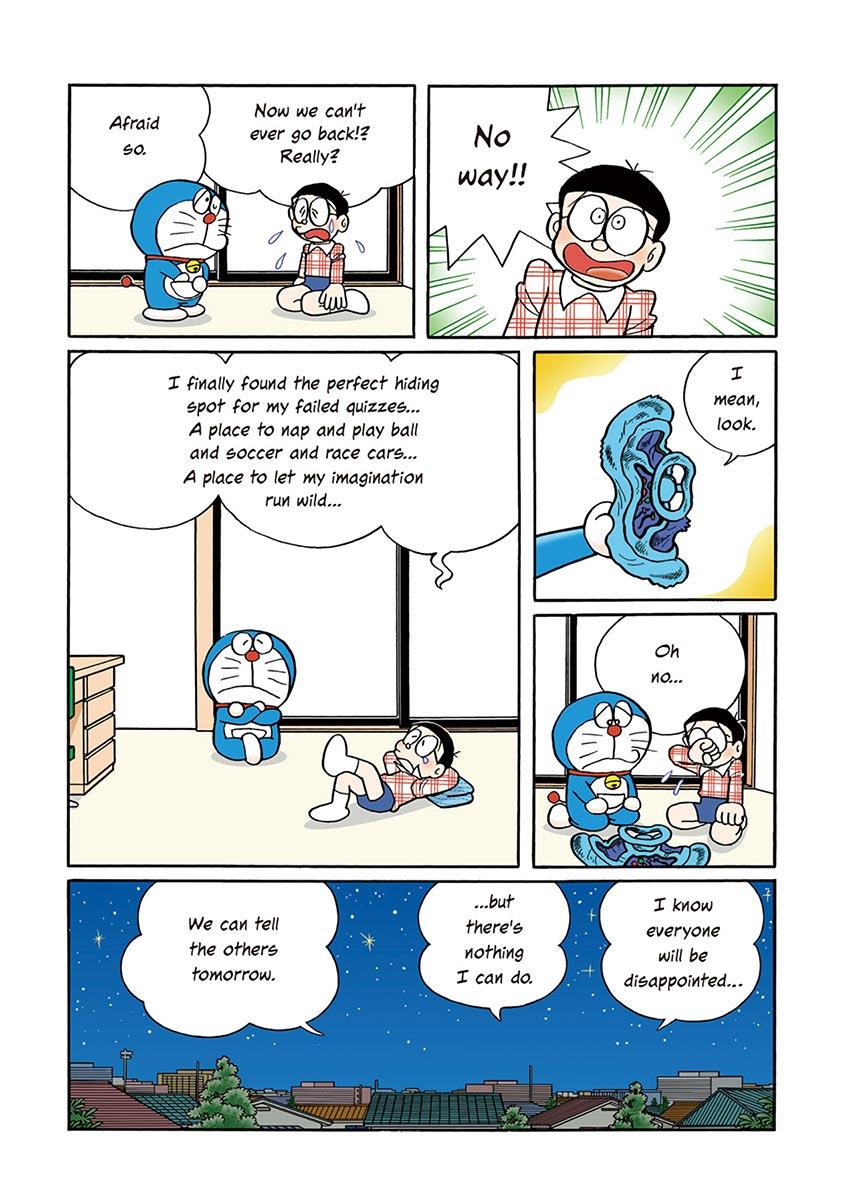 No
way!!
Now we can't
ever go back!?
Really?
Afraid
so.
I
mean,
look.
Oh
no...
I finally found the perfect hiding
spot for my failed quizzes...
A place to nap and play ball
and soccer and race cars...
A place to let my imagination
run wild...
I know
everyone
will be
disappointed...
...but
there's
nothing
I can do.
We can tell
the others
tomorrow.